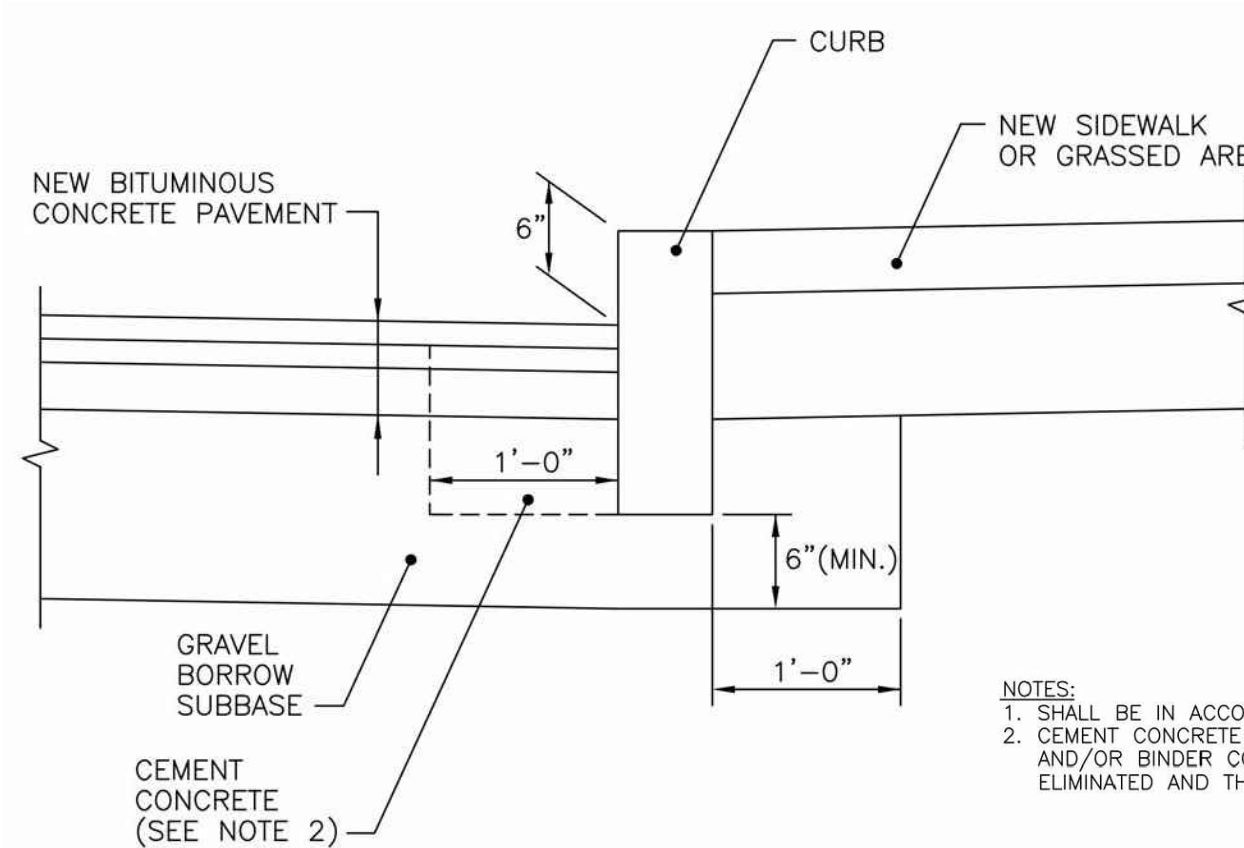 CURB
NEW SIDEWALK
OR GRASSED
NEW BITUMINOUS
CONCRETE PAVEMENT
6"
1'-0"
6"(MIN.)
GRAVEL
BORROW
SUBBASE
1'-0"
CEMENT
CONCRETE
(SEE NOTE 2)
NOTES:
1. SHALL BE IN
2. CEMENT CONCRETE
AND/OR BINDER
ELIMINATED AND